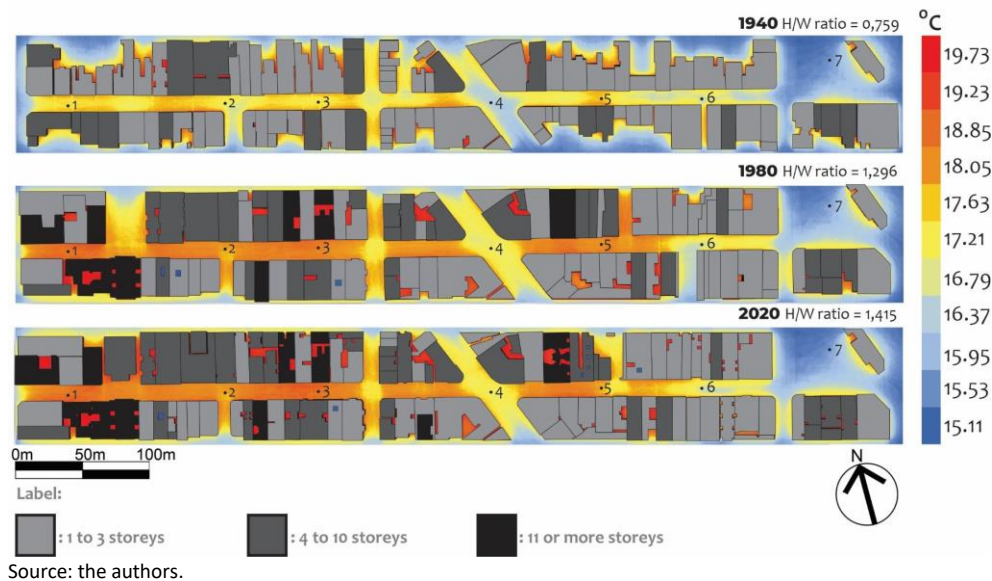 1940 H/W ratio = 0,759
°C
19.73
19.23
18.85
18.05
17.63
17.21
16.79
16.37
15.95
15.53
15.11
•1 •2 •3 •4 •5 •6 •7
1980 H/W ratio = 1,296
•1 •2 •3 •4 •5 •6 •7
2020 H/W ratio = 1,415
•1 •2 •3 •4 •5 •6 •7
0m 50m 100m
N
Label:
: 1 to 3 storeys : 4 to 10 storeys : 11 or more storeys
Source: the authors.